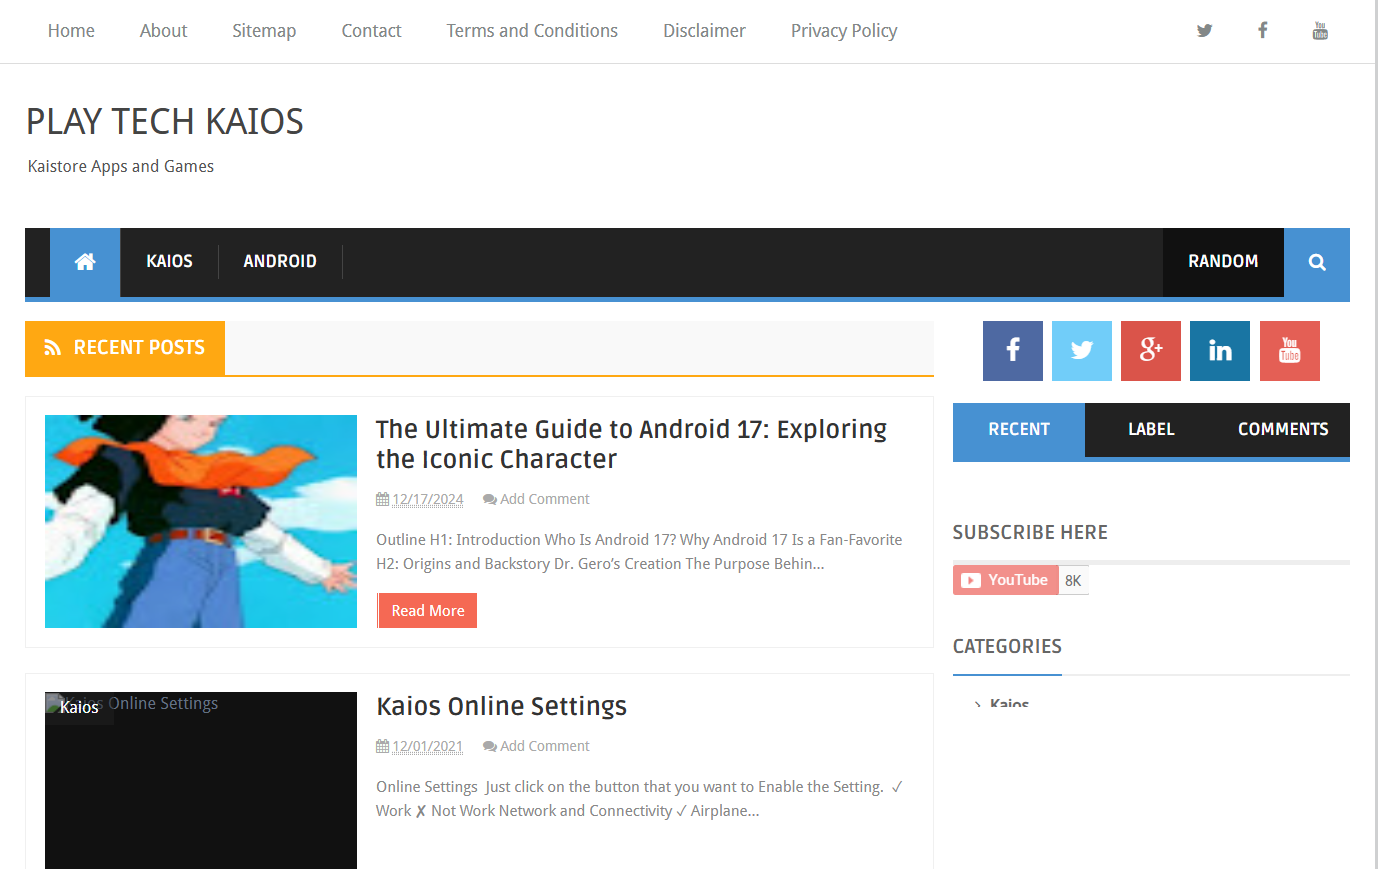 Home About Sitemap Contact Terms and Conditions Disclaimer Privacy Policy
PLAY TECH KAIOS
Kaistore Apps and Games
KAIOS ANDROID RANDOM
RECENT POSTS
The Ultimate Guide to Android 17: Exploring
the Iconic Character
12/17/2024 Add Comment
Outline H1: Introduction Who Is Android 17? Why Android 17 Is a Fan-Favorite
H2: Origins and Backstory Dr. Gero’s Creation The Purpose Behin...
Read More
Kaios
Kaios Online Settings
Kaios Online Settings
12/01/2021 Add Comment
Online Settings Just click on the button that you want to Enable the Setting. ✓
Work ✗ Not Work Network and Connectivity ✓ Airplane...
RECENT LABEL COMMENTS
SUBSCRIBE HERE
YouTube 8K
CATEGORIES
Kaios